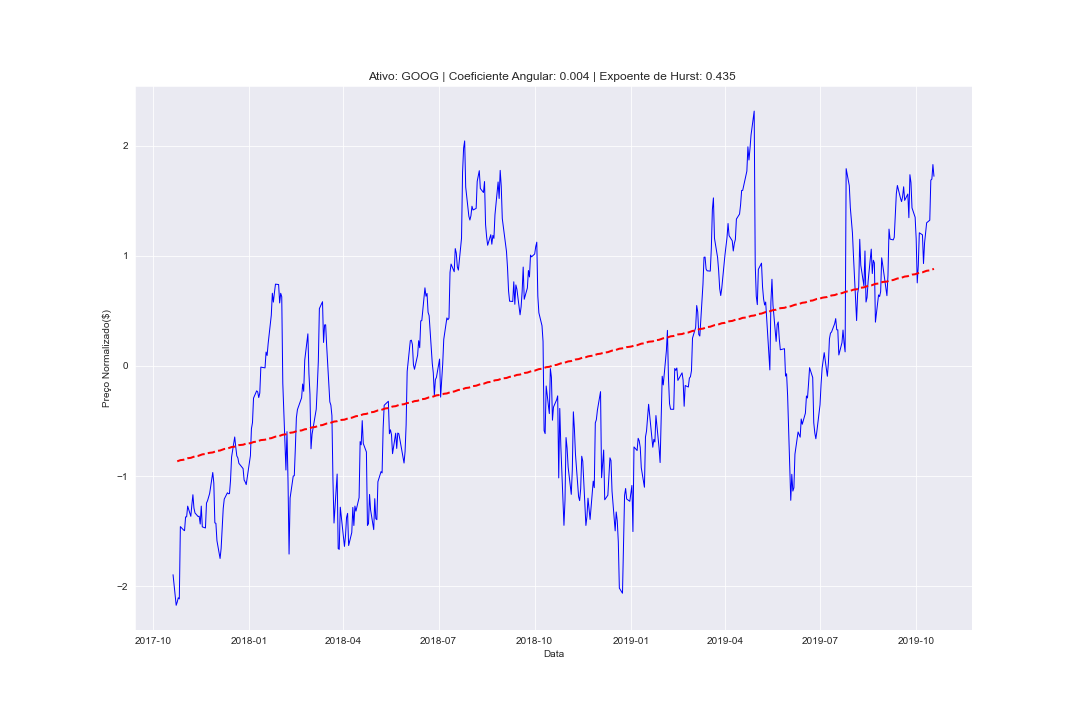 Ativo: GOOG | Coeficiente Angular: 0.004 | Expoente de Hurst: 0.435
Preço Normalizado($)
2
1
0
−1
−2
2017-10 2018-01 2018-04 2018-07 2018-10 2019-01 2019-04 2019-07 2019-10
Data